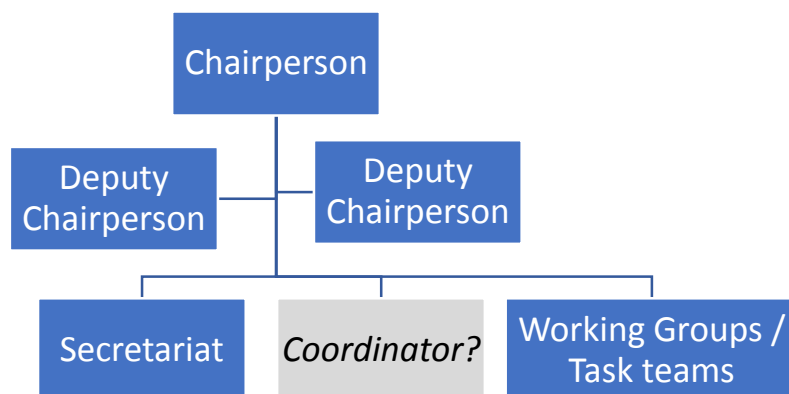 Chairperson
Deputy
Chairperson
Deputy
Chairperson
Secretariat
Coordinator?
Working Groups /
Task teams